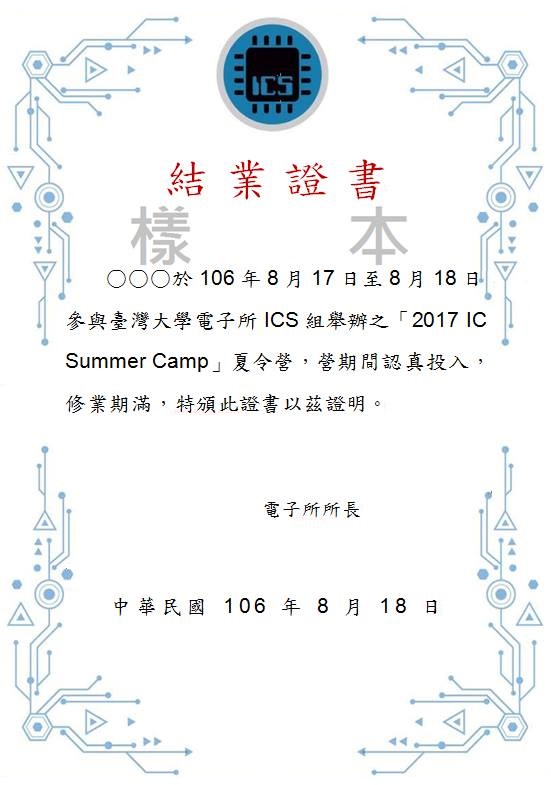 ICS
結業證書
樣本
○○○於 106 年 8 月 17 日至 8 月 18 日
參與臺灣大學電子所 ICS 組舉辦之「2017 IC
Summer Camp」夏令營，營期間認真投入，
修業期滿，特頒此證書以茲證明。
電子所所長
中華民國 106 年 8 月 18 日